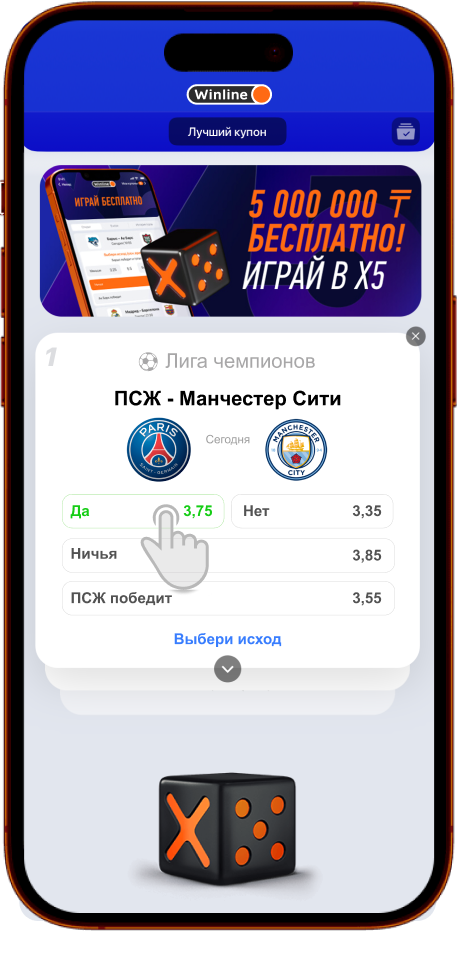 Winline
Лучший купон
ИГРАЙ БЕСПЛАТНО
5 000 000 ₸
БЕСПЛАТНО!
ИГРАЙ В X5
X
1
Лига чемпионов
ПСЖ - Манчестер Сити
PARIS
SAINT-GERMAIN
Сегодня
MANCHESTER
CITY
Да 3,75
Нет 3,35
Ничья 3,85
ПСЖ победит 3,55
Выбери исход
X